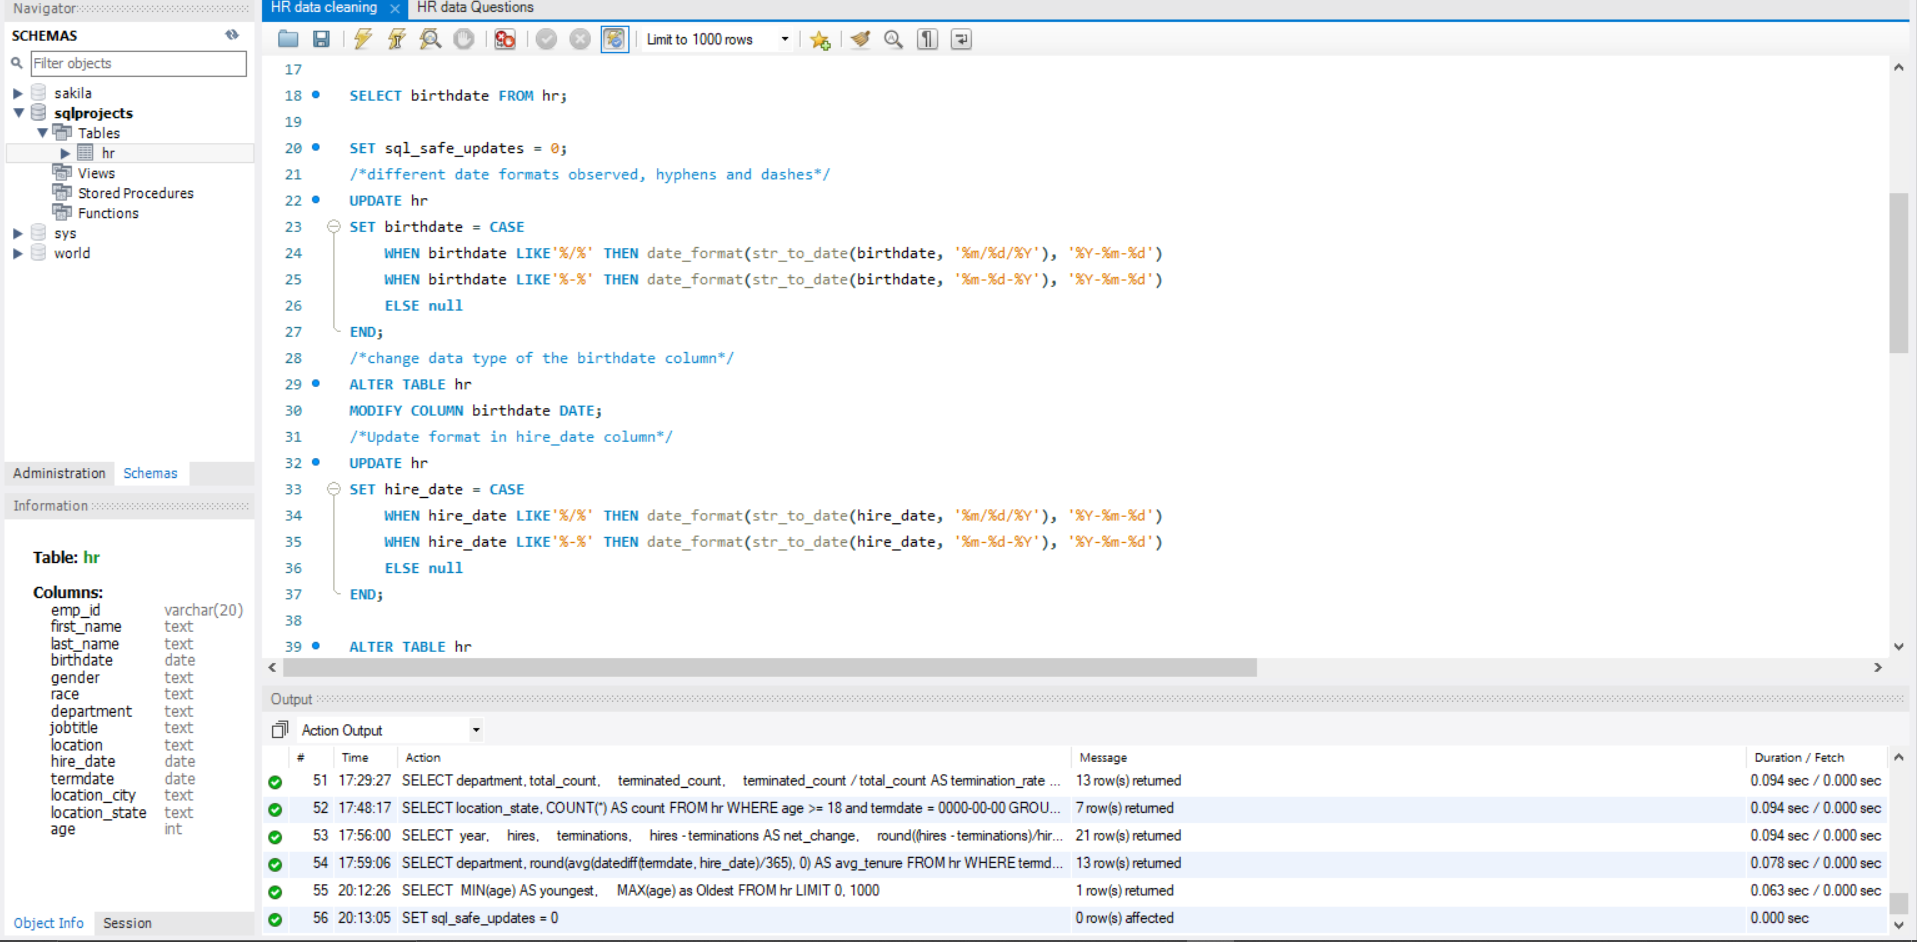 Navigator
SCHEMAS
Filter objects
sakila
sqlprojects
Tables
hr
Views
Stored Procedures
Functions
sys
world
Administration Schemas
Information
Table: hr
Columns:
emp_id varchar(20)
first_name text
last_name text
birthdate date
gender text
race text
department text
jobtitle text
location text
hire_date date
termdate date
location_city text
location_state text
age int
Object Info Session
HR data cleaning HR data Questions
Limit to 1000 rows
17
18 SELECT birthdate FROM hr;
19
20 SET sql_safe_updates = 0;
21 /*different date formats observed, hyphens and dashes*/
22 UPDATE hr
23 SET birthdate = CASE
24 WHEN birthdate LIKE'%/%' THEN date_format(str_to_date(birthdate, '%m/%d/%Y'), '%Y-%m-%d')
25 WHEN birthdate LIKE'%-%' THEN date_format(str_to_date(birthdate, '%m-%d-%Y'), '%Y-%m-%d')
26 ELSE null
27 END;
28 /*change data type of the birthdate column*/
29 ALTER TABLE hr
30 MODIFY COLUMN birthdate DATE;
31 /*Update format in hire_date column*/
32 UPDATE hr
33 SET hire_date = CASE
34 WHEN hire_date LIKE'%/%' THEN date_format(str_to_date(hire_date, '%m/%d/%Y'), '%Y-%m-%d')
35 WHEN hire_date LIKE'%-%' THEN date_format(str_to_date(hire_date, '%m-%d-%Y'), '%Y-%m-%d')
36 ELSE null
37 END;
38
39 ALTER TABLE hr
Output
Action Output
# Time Action Message Duration / Fetch
51 17:29:27 SELECT department, total_count, terminated_count, terminated_count / total_count AS termination_rate ... 13 row(s) returned 0.094 sec / 0.000 sec
52 17:48:17 SELECT location_state, COUNT(*) AS count FROM hr WHERE age >= 18 and termdate = 0000-00-00 GROU... 7 row(s) returned 0.094 sec / 0.000 sec
53 17:56:00 SELECT year, hires, terminations, hires - terminations AS net_change, round((hires - terminations)/hir... 21 row(s) returned 0.094 sec / 0.000 sec
54 17:59:06 SELECT department, round(avg(datediff(termdate, hire_date)/365), 0) AS avg_tenure FROM hr WHERE termd... 13 row(s) returned 0.078 sec / 0.000 sec
55 20:12:26 SELECT MIN(age) AS youngest, MAX(age) as Oldest FROM hr LIMIT 0, 1000 1 row(s) returned 0.063 sec / 0.000 sec
56 20:13:05 SET sql_safe_updates = 0 0 row(s) affected 0.000 sec